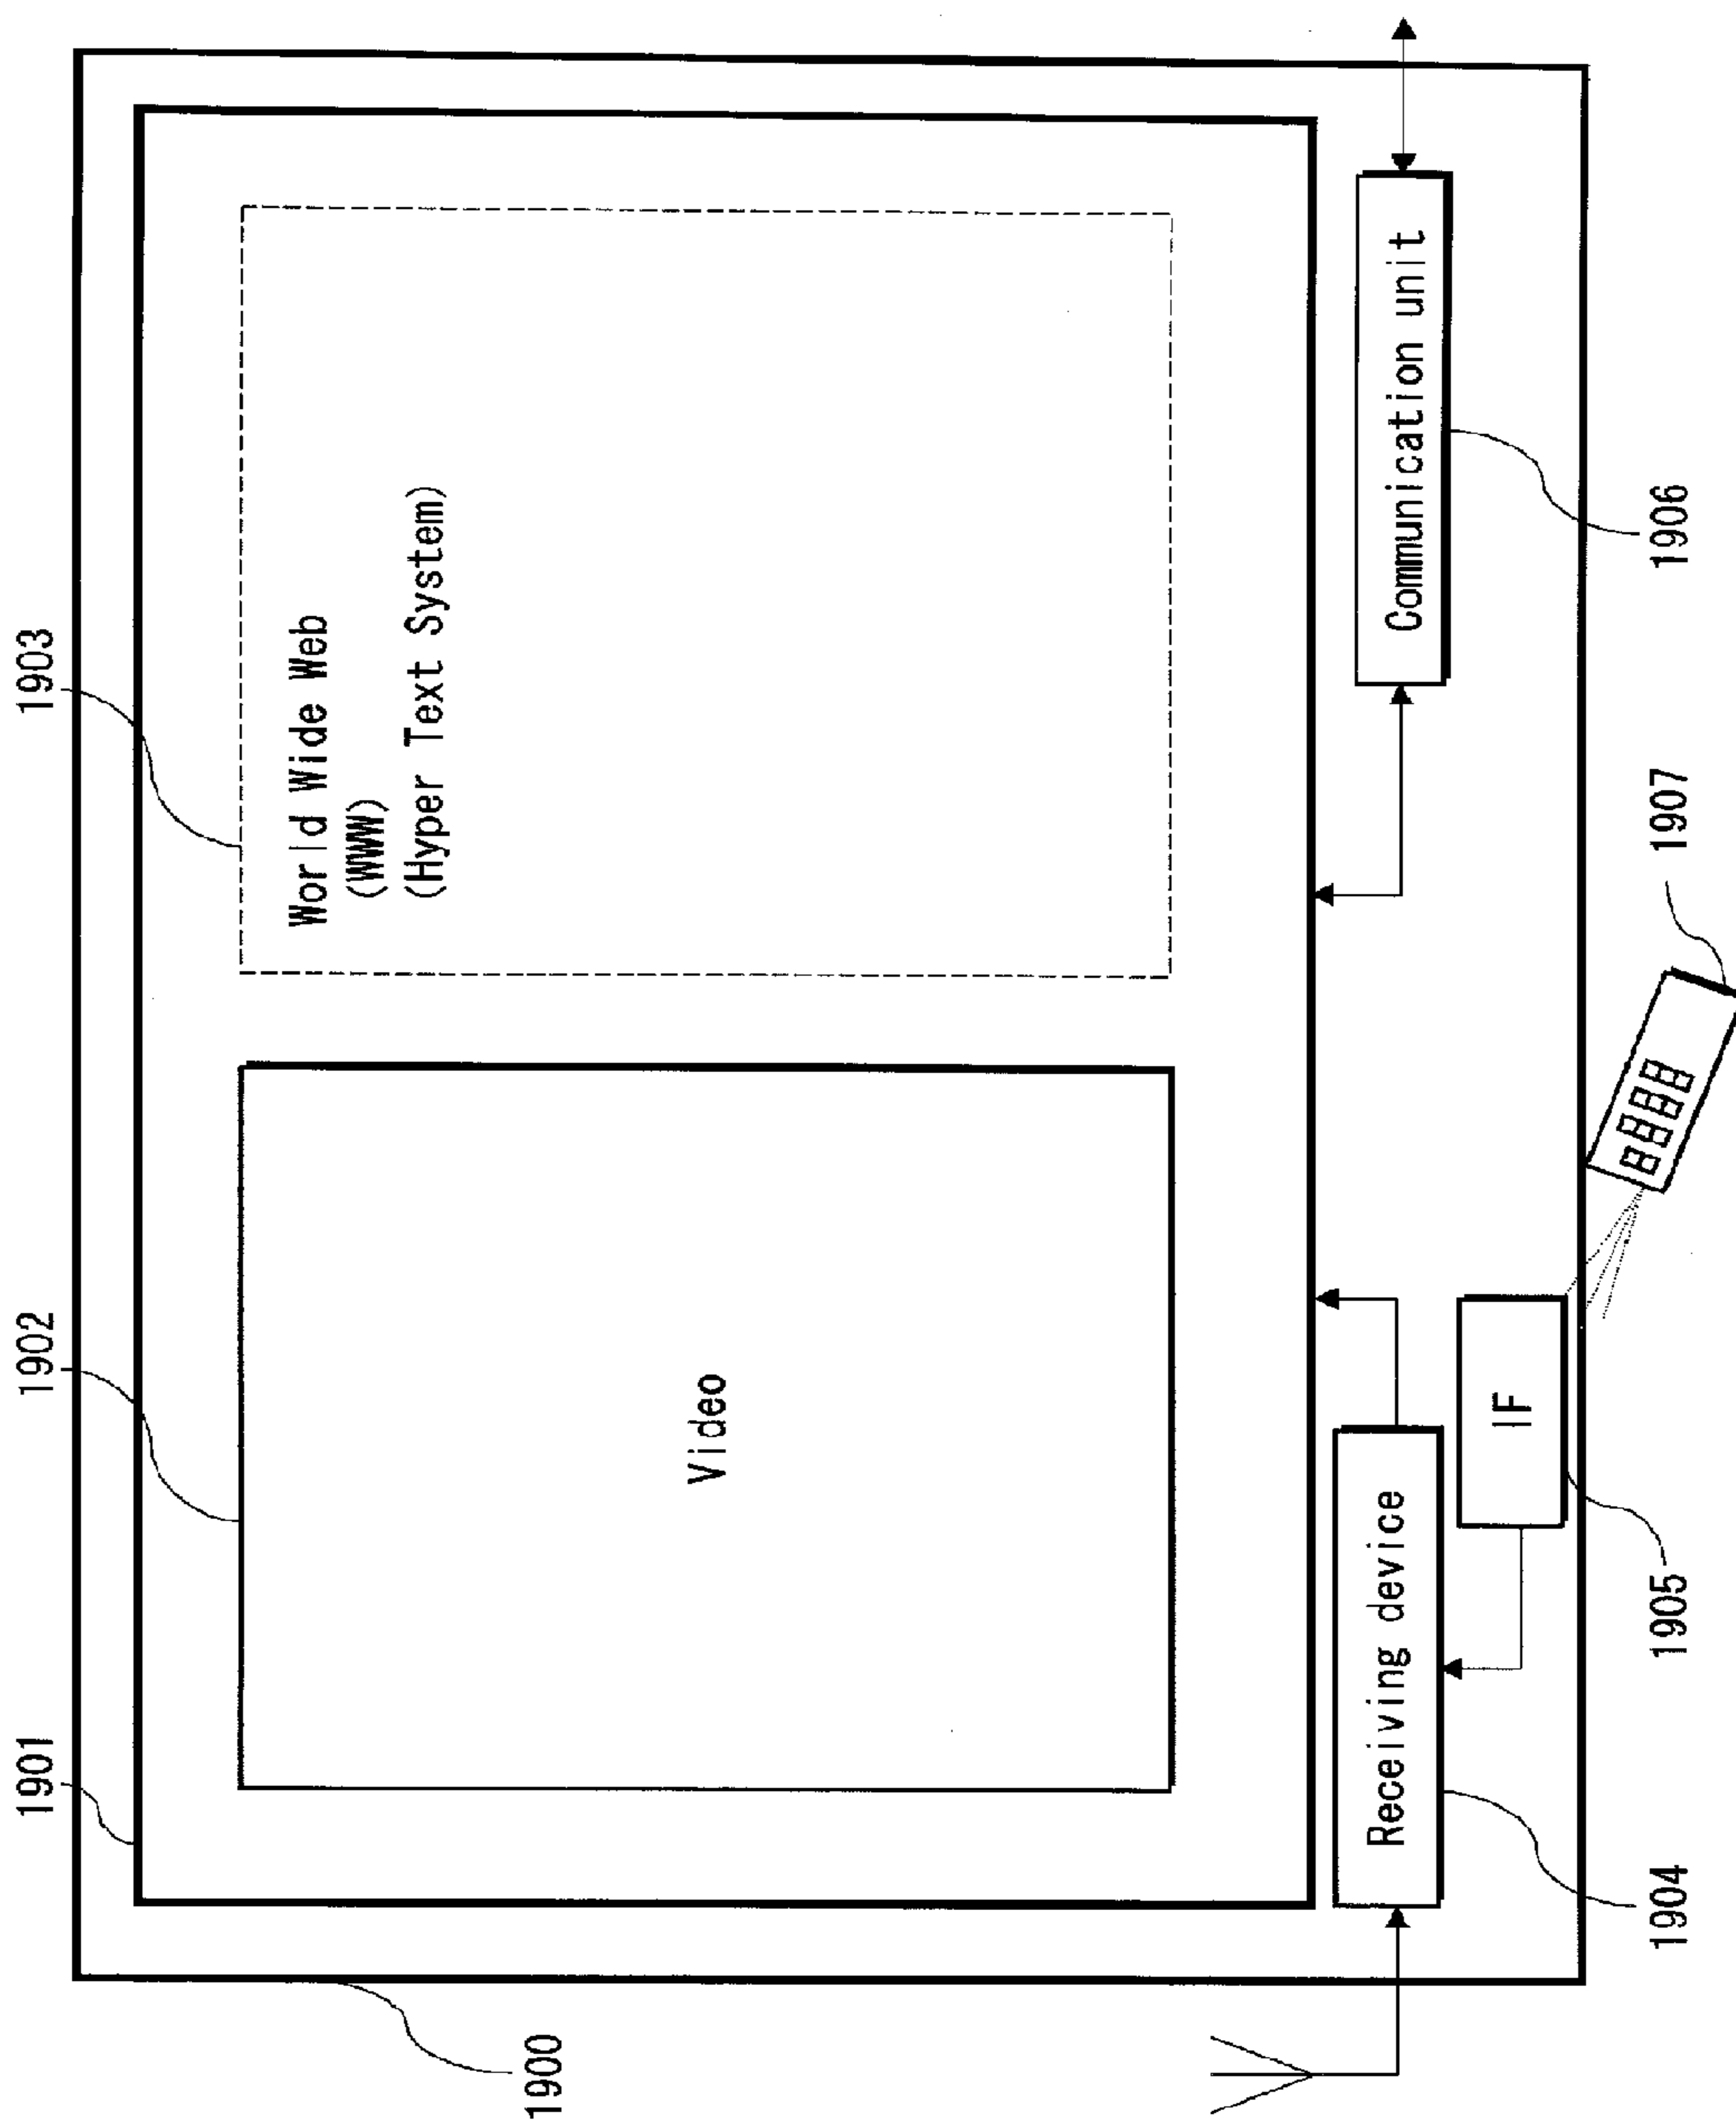 1900
1901
1902
1903
Video
World Wide Web
(WWW)
(Hyper Text System)
Receiving device
IF
Communication unit
1904
1905
1907
1906